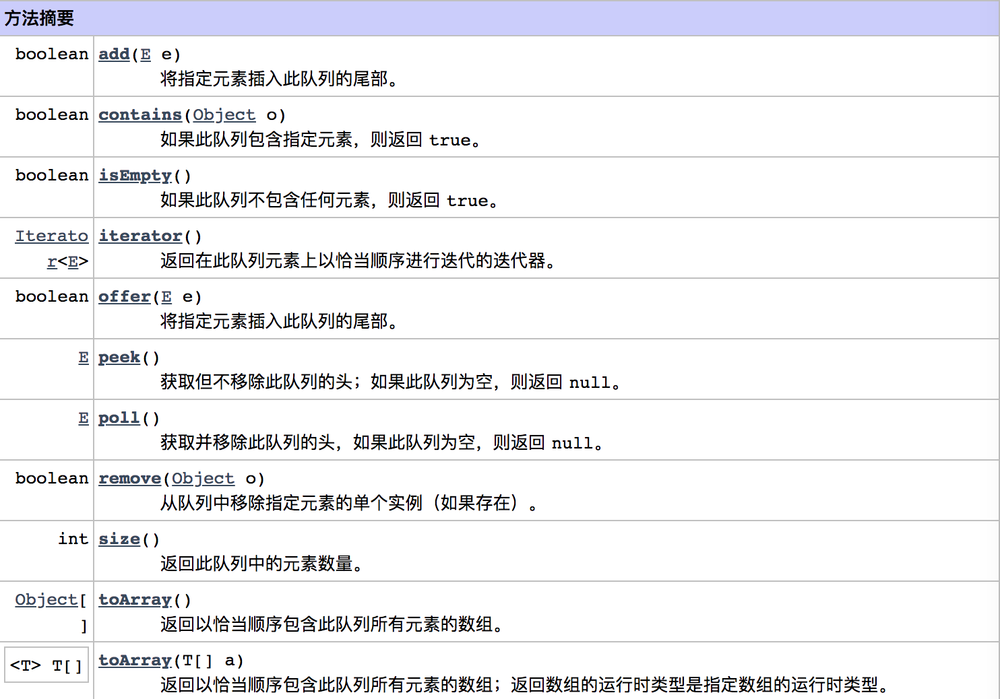 方法摘要
boolean add(E e)
将指定元素插入此队列的尾部。
boolean contains(Object o)
如果此队列包含指定元素，则返回 true。
boolean isEmpty()
如果此队列不包含任何元素，则返回 true。
Iterato iterator()
r<E> 返回在此队列元素上以恰当顺序进行迭代的迭代器。
boolean offer(E e)
将指定元素插入此队列的尾部。
E peek()
获取但不移除此队列的头；如果此队列为空，则返回 null。
E poll()
获取并移除此队列的头，如果此队列为空，则返回 null。
boolean remove(Object o)
从队列中移除指定元素的单个实例（如果存在）。
int size()
返回此队列中的元素数量。
Object[ toArray()
] 返回以恰当顺序包含此队列所有元素的数组。
<T> T[] toArray(T[] a)
返回以恰当顺序包含此队列所有元素的数组；返回数组的运行时类型是指定数组的运行时类型。